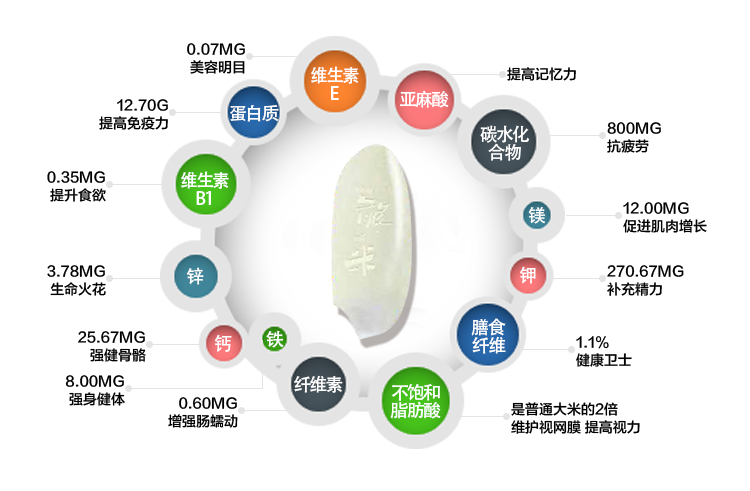 0.07MG
美容明目
维生素
E
亚麻酸
提高记忆力
12.70G
提高免疫力
蛋白质
碳水化
合物
800MG
抗疲劳
0.35MG
提升食欲
维生素
B1
镁
12.00MG
促进肌肉增长
3.78MG
生命火花
锌
钾
270.67MG
补充精力
25.67MG
强健骨骼
钙
铁
膳食
纤维
1.1%
健康卫士
8.00MG
强身健体
纤维素
0.60MG
增强肠蠕动
不饱和
脂肪酸
是普通大米的2倍
维护视网膜 提高视力
米